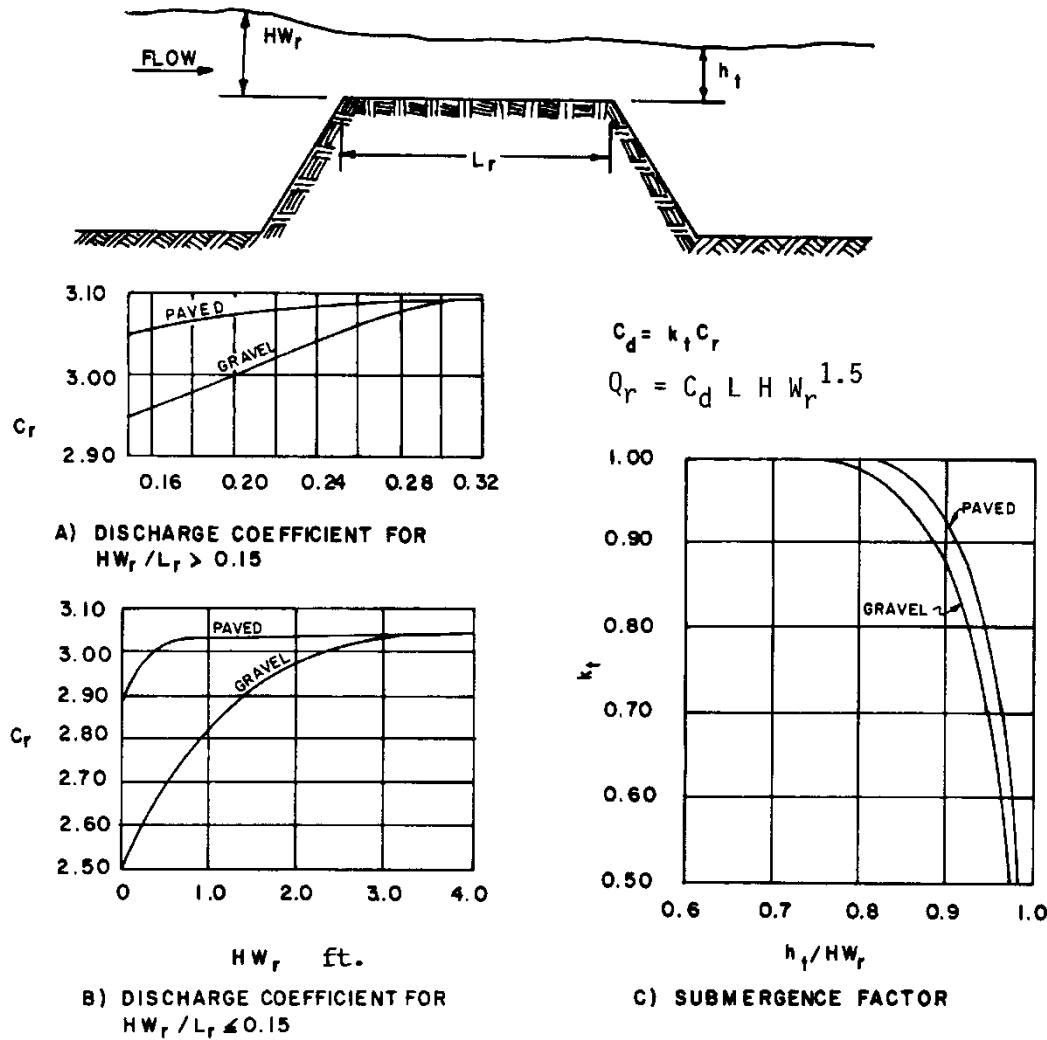 HWr
FLOW
ht
Lr
3.10
3.00
Cr
2.90
PAVED
GRAVEL
0.16 0.20 0.24 0.28 0.32
A) DISCHARGE COEFFICIENT FOR
HWr/Lr > 0.15
Cd = kt Cr
Qr = Cd L H Wr^1.5
3.10
3.00
2.90
Cr 2.80
2.70
2.60
2.50
PAVED
GRAVEL
0 1.0 2.0 3.0 4.0
HWr ft.
B) DISCHARGE COEFFICIENT FOR
HWr/Lr ≤ 0.15
1.00
0.90
0.80
kt
0.70
0.60
0.50
PAVED
GRAVEL
0.6 0.7 0.8 0.9 1.0
ht/HWr
C) SUBMERGENCE FACTOR